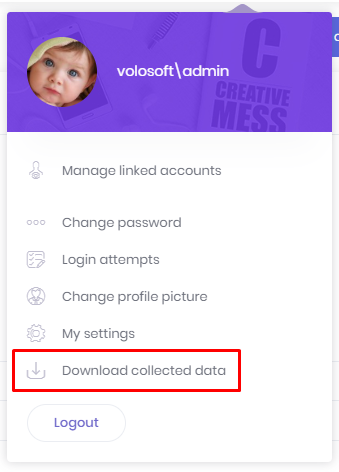 volosoft\admin
C
CREATIVE
MESS
Manage linked accounts
Change password
Login attempts
Change profile picture
My settings
Download collected data
Logout